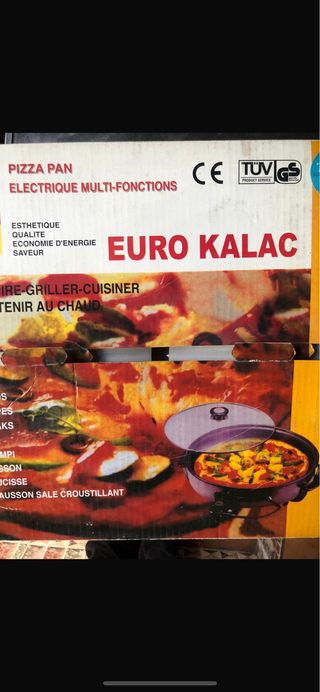 PIZZA PAN
ELECTRIQUE MULTI-FONCTIONS
CE
TÜV
PRODUCT SERVICE
GS
ESTHETIQUE
QUALITE
ECONOMIE D'ENERGIE
SAVEUR
EURO KALAC
IRE-GRILLER-CUISINER
TENIR AU CHAUD
S
ES
AKS
MPI
SSON
UCISSE
AUSSON SALE CROUSTILLANT